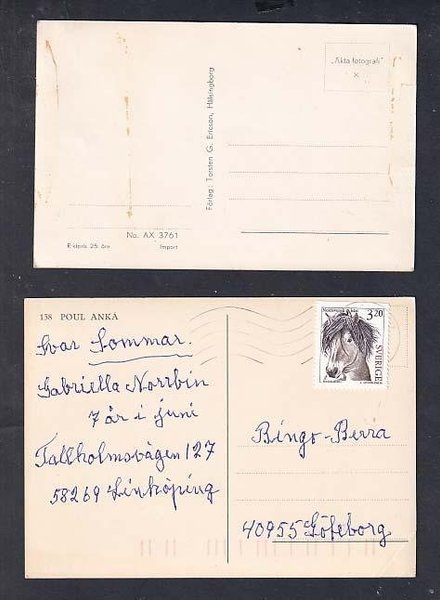 „Äkta fotografi"
×
Förlag: Torsten G. Ericson, Hälsingborg
No. AX 3761
Rikspris 25 öre.
Import
138 POUL ANKA
3.20
SVERIGE
Svar Sommar.
Gabriella Norrbin
7 år i juni
Tallholmsvägen 127
58269 Linköping
Bingo-Berra
40955 Göteborg